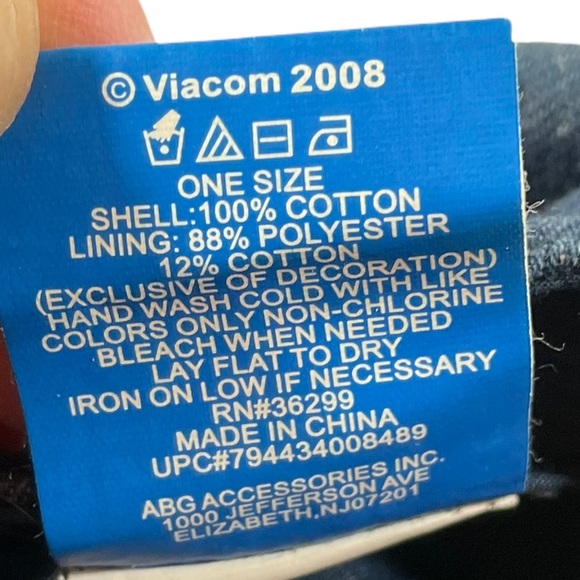 © Viacom 2008
ONE SIZE
SHELL:100% COTTON
LINING: 88% POLYESTER
12% COTTON
(EXCLUSIVE OF DECORATION)
HAND WASH COLD WITH LIKE
COLORS ONLY NON-CHLORINE
BLEACH WHEN NEEDED
LAY FLAT TO DRY
IRON ON LOW IF NECESSARY
RN#36299
MADE IN CHINA
UPC#794434008489
ABG ACCESSORIES INC.
1000 JEFFERSON AVE
ELIZABETH,NJ07201